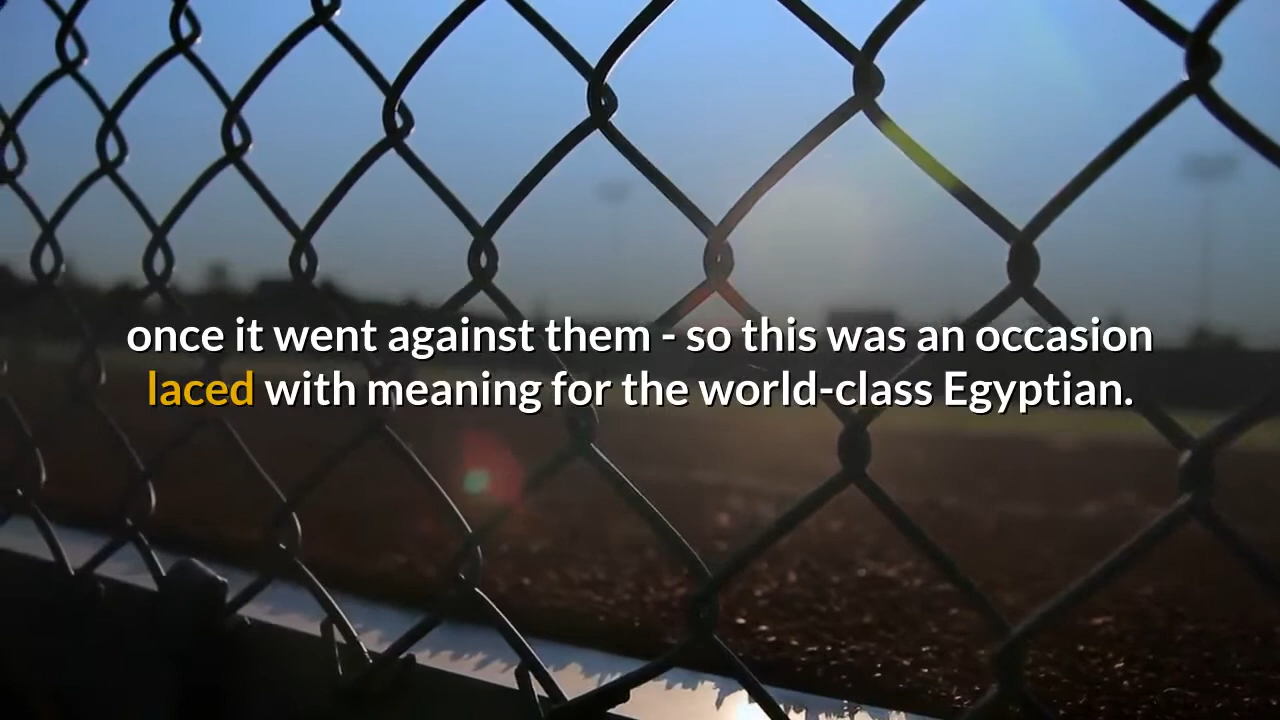 once it went against them - so this was an occasion
laced with meaning for the world-class Egyptian.